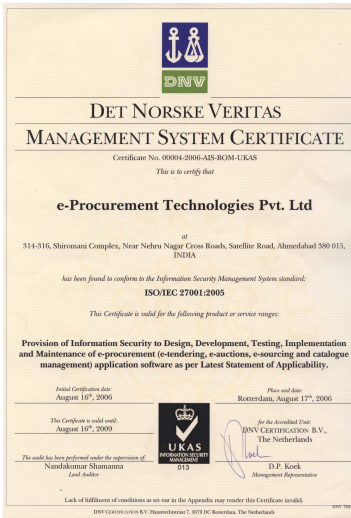 DNV
DET NORSKE VERITAS
MANAGEMENT SYSTEM CERTIFICATE
Certificate No. 00004-2006-AIS-BOM-UKAS
This is to certify that
e-Procurement Technologies Pvt. Ltd
at
314-316, Shiromani Complex, Near Nehru Nagar Cross Roads, Satellite Road, Ahmedabad 380 015,
INDIA
has been found to conform to the Information Security Management System standard:
ISO/IEC 27001:2005
This Certificate is valid for the following product or service ranges:
Provision of Information Security to Design, Development, Testing, Implementation
and Maintenance of e-procurement (e-tendering, e-auctions, e-sourcing and catalogue
management) application software as per Latest Statement of Applicability.
Initial Certification date:
August 16th, 2006
Place and date
Rotterdam, August 17th, 2006
This Certificate is valid until:
August 16th, 2009
for the Accredited Unit:
DNV CERTIFICATION B.V.,
The Netherlands
UKAS
INFORMATION SECURITY
MANAGEMENT
013
The audit has been performed under the supervision of:
Nandakumar Shamanna
Lead Auditor
D.P. Koek
Management Representative
Lack of fulfilment of conditions as set out in the Appendix may render this Certificate invalid.
DNV CERTIFICATION B.V. Haastrechtstraat 7, 3079 DC Rotterdam, The Netherlands